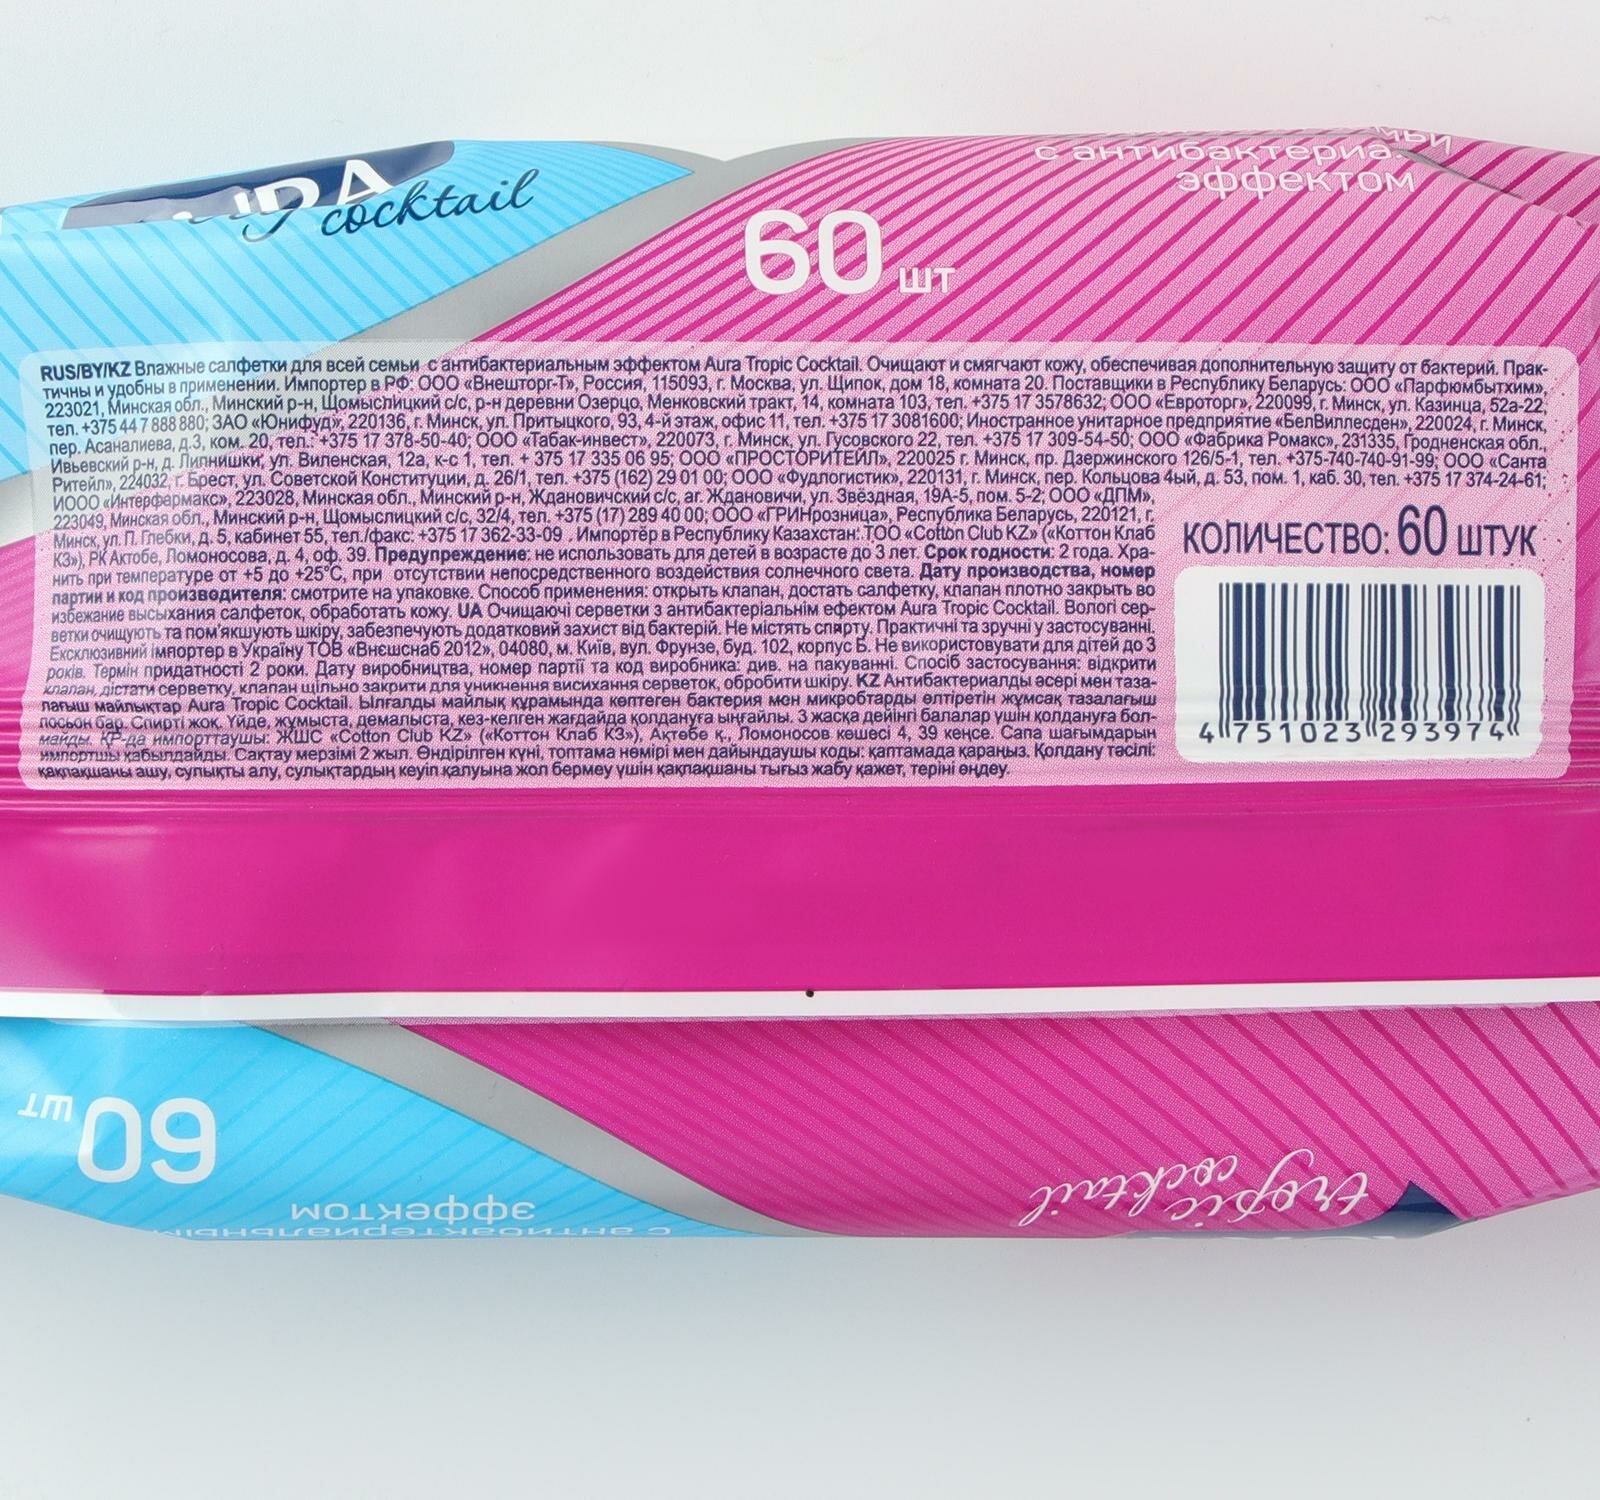 cocktail
с антибактериа
эффектом
60 шт
RUS/BY/KZ Влажные салфетки для всей семьи с антибактериальным эффектом Aura Tropic Cocktail. Очищают и смягчают кожу, обеспечивая дополнительную защиту от бактерий. Прак-
тичны и удобны в применении. Импортер в РФ: ООО «Внешторг-Т», Россия, 115093, г. Москва, ул. Щипок, дом 18, комната 20. Поставщики в Республику Беларусь: ООО «Парфюмбытхим»,
223021, Минская обл., Минский р-н, Щомыслицкий с/с, р-н деревни Озерцо, Менковский тракт, 14, комната 103, тел. +375 17 3578632; ООО «Евроторг», 220099, г. Минск, ул. Казинца, 52а-22,
тел. +375 44 7 888 880; ЗАО «Юнифуд», 220136, г. Минск, ул. Притыцкого, 93, 4-й этаж, офис 11, тел. +375 17 3081600; Иностранное унитарное предприятие «БелВиллесден», 220024, г. Минск,
пер. Асаналиева, д.3, ком. 20, тел.: +375 17 378-50-40; ООО «Табак-инвест», 220073, г. Минск, ул. Гусовского 22, тел. +375 17 309-54-50; ООО «Фабрика Ромакс», 231335, Гродненская обл.,
Ивьевский р-н, д. Липнишки, ул. Виленская, 12а, к-с 1, тел. + 375 17 335 06 95; ООО «ПРОСТОРИТЕЙЛ», 220025 г. Минск, пр. Дзержинского 126/5-1, тел. +375-740-740-91-99; ООО «Санта
Ритейл», 224032, г. Брест, ул. Советской Конституции, д. 26/1, тел. +375 (162) 29 01 00; ООО «Фудлогистик», 220131, г. Минск, пер. Кольцова 4ый, д. 53, пом. 1, каб. 30, тел. +375 17 374-24-61;
ИООО «Интерфармакс», 223028, Минская обл., Минский р-н, Ждановичский с/с, аг. Ждановичи, ул. Звёздная, 19А-5, пом. 5-2; ООО «ДПМ»,
223049, Минская обл., Минский р-н, Щомыслицкий с/с, 32/4, тел. +375 (17) 289 40 00; ООО «ГРИНрозница», Республика Беларусь, 220121, г.
Минск, ул. П. Глебки, д. 5, кабинет 55, тел./факс: +375 17 362-33-09 . Импортёр в Республику Казахстан: ТОО «Cotton Club KZ» («Коттон Клаб
КЗ»), РК Актобе, Ломоносова, д. 4, оф. 39. Предупреждение: не использовать для детей в возрасте до 3 лет. Срок годности: 2 года. Хра-
нить при температуре от +5 до +25°С, при отсутствии непосредственного воздействия солнечного света. Дату производства, номер
партии и код производителя: смотрите на упаковке. Способ применения: открыть клапан, достать салфетку, клапан плотно закрыть во
избежание высыхания салфеток, обработать кожу. UA Очищаючі серветки з антибактеріальнім ефектом Aura Tropic Cocktail. Вологі сер-
ветки очищують та пом'якшують шкіру, забезпечують додатковий захист від бактерій. Не містять спирту. Практичні та зручні у застосуванні.
Ексклюзивний імпортер в Україну ТОВ «Внєшснаб 2012», 04080, м. Київ, вул. Фрунзе, буд. 102, корпус Б. Не використовувати для дітей до 3
років. Термін придатності 2 роки. Дату виробництва, номер партії та код виробника: див. на пакуванні. Спосіб застосування: відкрити
клапан, дістати серветку, клапан щільно закрити для уникнення висихання серветок, обробити шкіру. KZ Антибактериалды әсері мен таза-
лағыш майлықтар Aura Tropic Cocktail. Ылғалды майлық құрамында көптеген бактерия мен микробтарды өлтіретін жұмсақ тазалағыш
лосьон бар. Спирті жоқ. Үйде, жұмыста, демалыста, кез-келген жағдайда қолдануға ыңғайлы. 3 жасқа дейінгі балалар үшін қолдануға бол-
майды. ҚР-да импорттаушы: ЖШС «Cotton Club KZ» («Коттон Клаб КЗ»), Ақтөбе қ., Ломоносов көшесі 4, 39 кеңсе. Сапа шағымдарын
импортшы қабылдайды. Сақтау мерзімі 2 жыл. Өндірілген күні, топтама нөмірі мен дайындаушы коды: қаптамада қараңыз. Қолдану тәсілі:
қақпақшаны ашу, сулықты алу, сулықтардың кеуіп қалуына жол бермеу үшін қақпақшаны тығыз жабу қажет, теріні өңдеу.
КОЛИЧЕСТВО: 60 ШТУК
4 751023 293974
60 шт
tropic
cocktail
эффектом
с антибактериальным